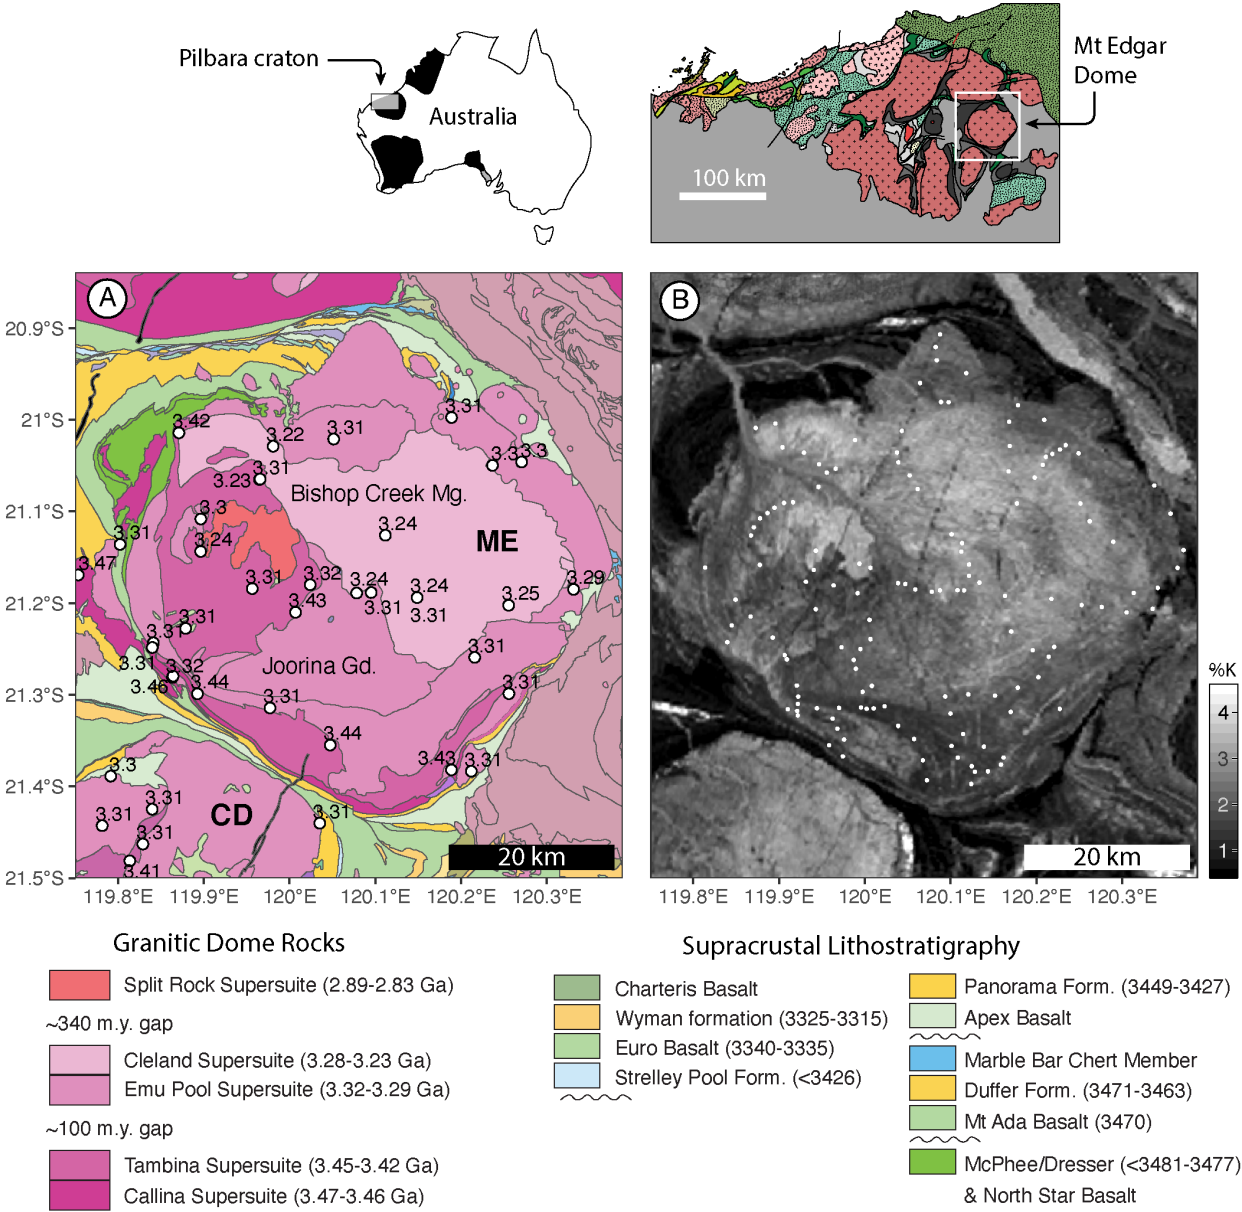 Pilbara craton
Australia
Mt Edgar
Dome
100 km
A
B
20.9°S
21°S
21.1°S
21.2°S
21.3°S
21.4°S
21.5°S
3.42
3.22
3.31
3.31
3.33.3
3.31
3.23
Bishop Creek Mg.
3.3
3.24
ME
3.31
3.24
3.47
3.31
3.32
3.24
3.24
3.29
3.43
3.31
3.31
3.25
3.31
3.31
3.31
3.31
3.32
3.46
3.44
Joorina Gd.
3.31
3.31
3.44
3.43
3.31
3.3
3.31
3.31
CD
3.31
3.31
3.41
20 km
20 km
%K
4
3
2
1
119.8°E
119.9°E
120°E
120.1°E
120.2°E
120.3°E
119.8°E
119.9°E
120°E
120.1°E
120.2°E
120.3°E
Granitic Dome Rocks
Split Rock Supersuite (2.89-2.83 Ga)
~340 m.y. gap
Cleland Supersuite (3.28-3.23 Ga)
Emu Pool Supersuite (3.32-3.29 Ga)
~100 m.y. gap
Tambina Supersuite (3.45-3.42 Ga)
Callina Supersuite (3.47-3.46 Ga)
Supracrustal Lithostratigraphy
Charteris Basalt
Wyman formation (3325-3315)
Euro Basalt (3340-3335)
Strelley Pool Form. (<3426)
Panorama Form. (3449-3427)
Apex Basalt
Marble Bar Chert Member
Duffer Form. (3471-3463)
Mt Ada Basalt (3470)
McPhee/Dresser (<3481-3477)
& North Star Basalt